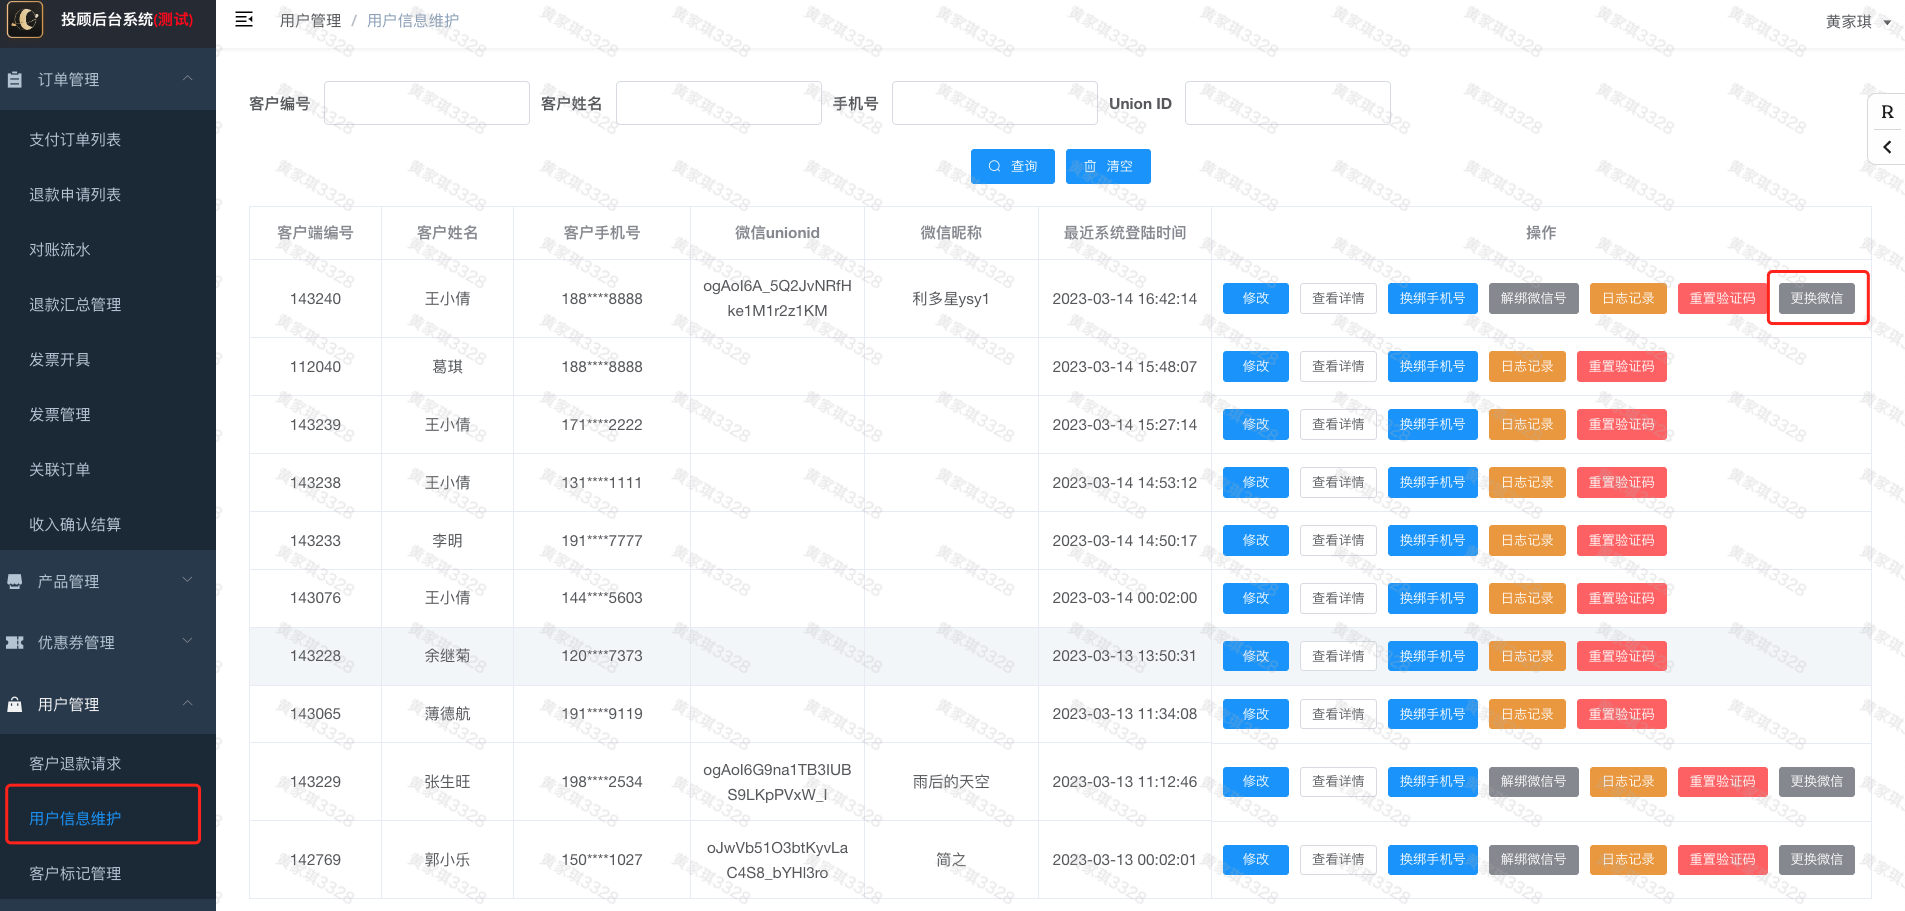 投顾后台系统(测试)
用户管理 / 用户信息维护
黄家琪
订单管理
支付订单列表
退款申请列表
对账流水
退款汇总管理
发票开具
发票管理
关联订单
收入确认结算
产品管理
优惠券管理
用户管理
客户退款请求
用户信息维护
客户标记管理
客户编号 客户姓名 手机号 Union ID
R
查询 清空
客户端编号 客户姓名 客户手机号 微信unionid 微信昵称 最近系统登陆时间 操作
143240 王小倩 188****8888 ogAoI6A_5Q2JvNRfH 利多星ysy1 2023-03-14 16:42:14 修改 查看详情 换绑手机号 解绑微信号 日志记录 重置验证码 更换微信
ke1M1r2z1KM
112040 葛琪 188****8888 2023-03-14 15:48:07 修改 查看详情 换绑手机号 日志记录 重置验证码
143239 王小倩 171****2222 2023-03-14 15:27:14 修改 查看详情 换绑手机号 日志记录 重置验证码
143238 王小倩 131****1111 2023-03-14 14:53:12 修改 查看详情 换绑手机号 日志记录 重置验证码
143233 李明 191****7777 2023-03-14 14:50:17 修改 查看详情 换绑手机号 日志记录 重置验证码
143076 王小倩 144****5603 2023-03-14 00:02:00 修改 查看详情 换绑手机号 日志记录 重置验证码
143228 余继菊 120****7373 2023-03-13 13:50:31 修改 查看详情 换绑手机号 日志记录 重置验证码
143065 薄德航 191****9119 2023-03-13 11:34:08 修改 查看详情 换绑手机号 日志记录 重置验证码
143229 张生旺 198****2534 ogAoI6G9na1TB3IUB 雨后的天空 2023-03-13 11:12:46 修改 查看详情 换绑手机号 解绑微信号 日志记录 重置验证码 更换微信
S9LKpPVxW_I
142769 郭小乐 150****1027 oJwVb51O3btKyvLa 简之 2023-03-13 00:02:01 修改 查看详情 换绑手机号 解绑微信号 日志记录 重置验证码 更换微信
C4S8_bYHl3ro
黄家琪3328